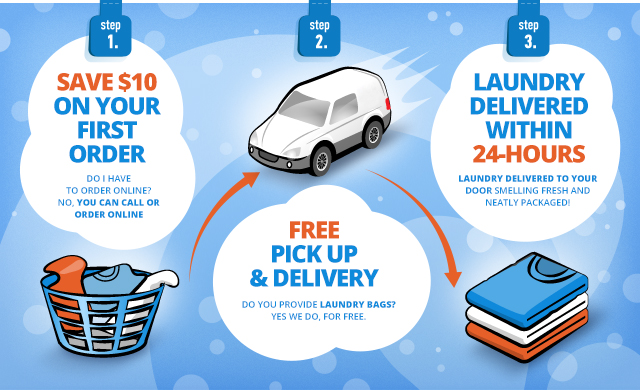 step
1.
SAVE $10
ON YOUR
FIRST
ORDER
DO I HAVE
TO ORDER ONLINE?
NO, YOU CAN CALL OR
ORDER ONLINE
step
2.
FREE
PICK UP
& DELIVERY
DO YOU PROVIDE LAUNDRY BAGS?
YES WE DO, FOR FREE.
step
3.
LAUNDRY
DELIVERED
WITHIN
24-HOURS
LAUNDRY DELIVERED TO YOUR
DOOR SMELLING FRESH AND
NEATLY PACKAGED!